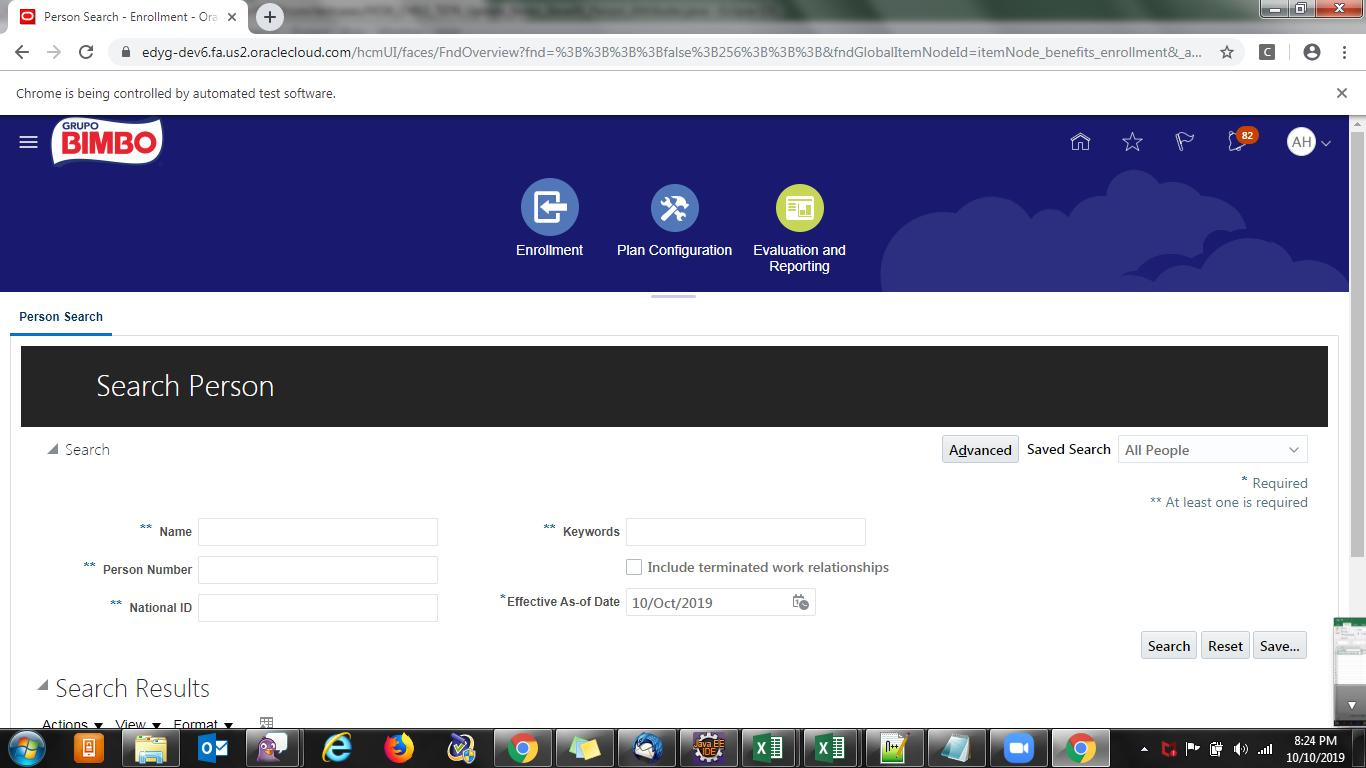 Person Search - Enrollment - Ora
edyg-dev6.fa.us2.oraclecloud.com/hcmUI/faces/FndOverview?fnd=%3B%3B%3B%3Bfalse%3B256%3B%3B%3B&fndGlobalItemNodeId=itemNode_benefits_enrollment&_a...
C
Chrome is being controlled by automated test software.
GRUPO
BIMBO
82
AH
Enrollment
Plan Configuration
Evaluation and
Reporting
Person Search
Search Person
Search
Advanced
Saved Search
All People
* Required
** At least one is required
** Name
** Keywords
** Person Number
Include terminated work relationships
** National ID
*Effective As-of Date
10/Oct/2019
Search
Reset
Save...
Search Results
Actions
View
Format
Java EE
IDE
8:24 PM
10/10/2019